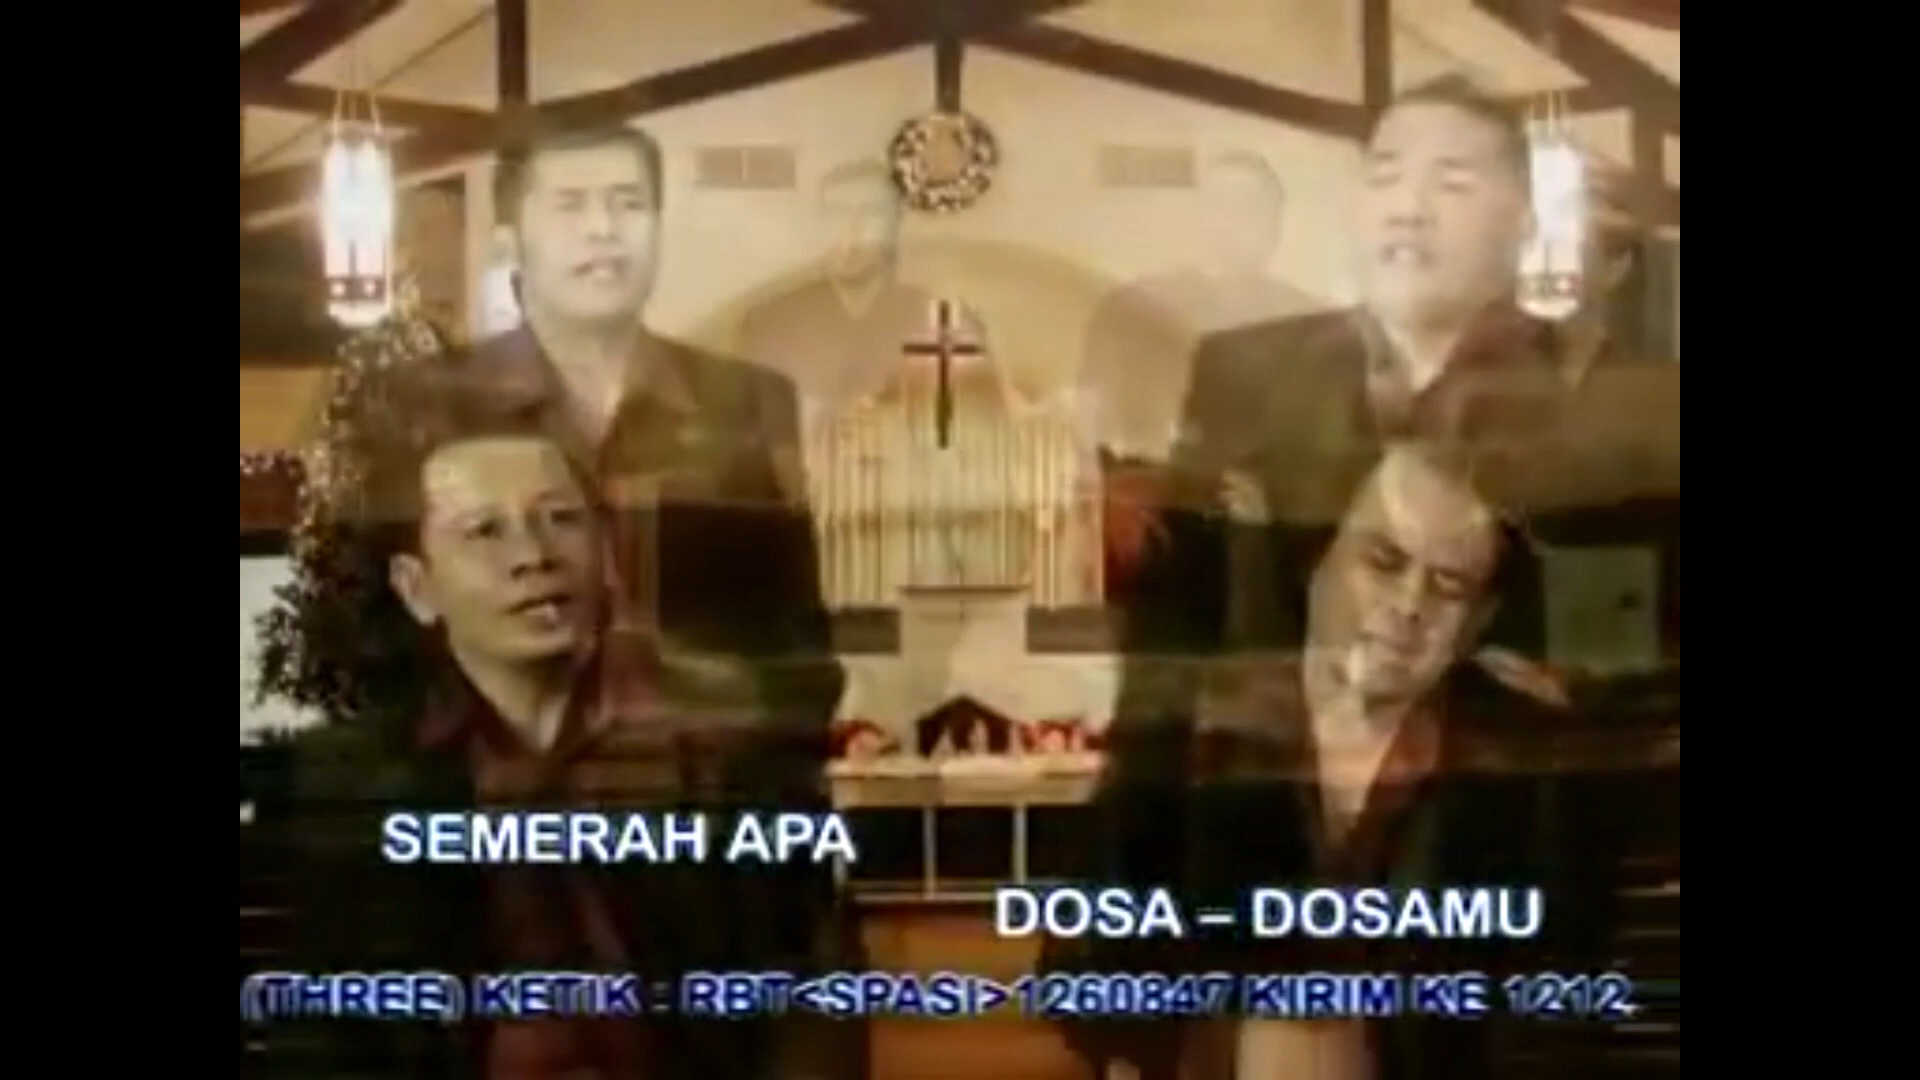 SEMERAH APA
DOSA – DOSAMU
(THREE) KETIK : RBT<SPASI>1260847 KIRIM KE 1212